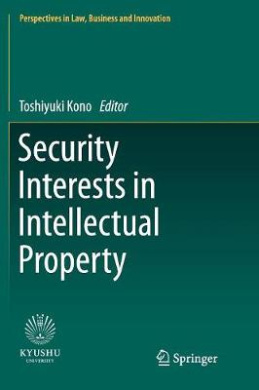 Perspectives in Law, Business and Innovation
Toshiyuki Kono Editor
Security
Interests in
Intellectual
Property
KYUSHU
UNIVERSITY
Springer